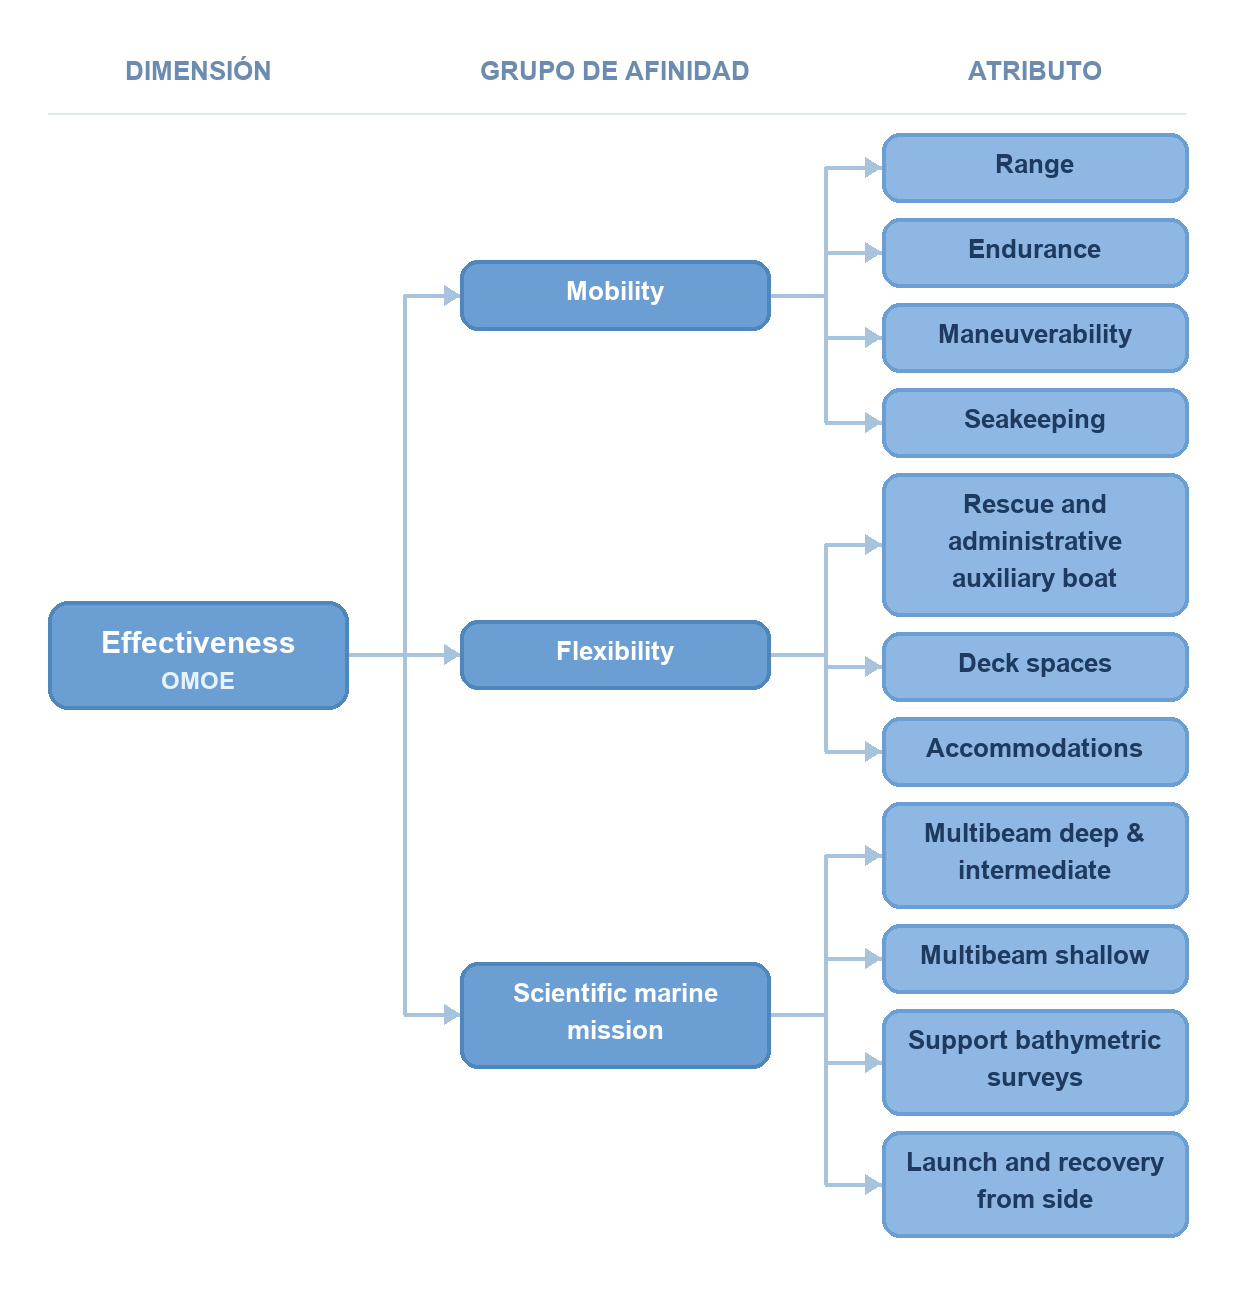 DIMENSIÓN
GRUPO DE AFINIDAD
ATRIBUTO
Effectiveness
OMOE
Mobility
Range
Endurance
Maneuverability
Seakeeping
Flexibility
Rescue and
administrative
auxiliary boat
Deck spaces
Accommodations
Scientific marine
mission
Multibeam deep &
intermediate
Multibeam shallow
Support bathymetric
surveys
Launch and recovery
from side